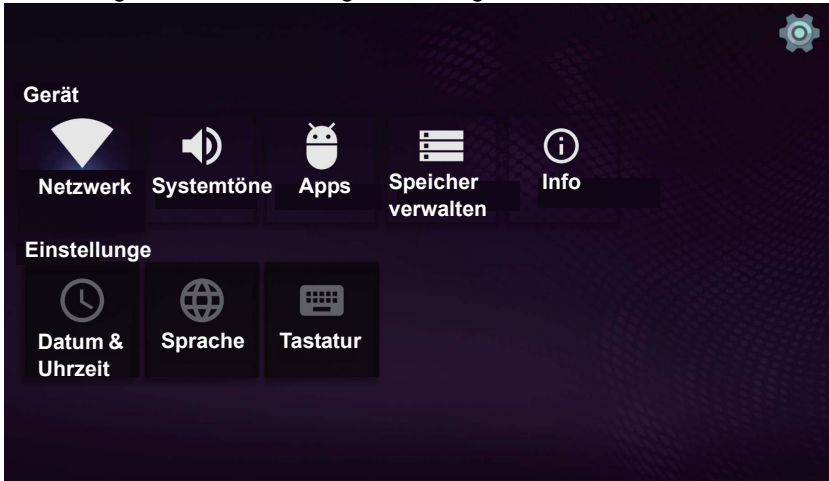 Gerät
Netzwerk Systemtöne Apps Speicher verwalten Info
Einstellunge
Datum & Uhrzeit Sprache Tastatur